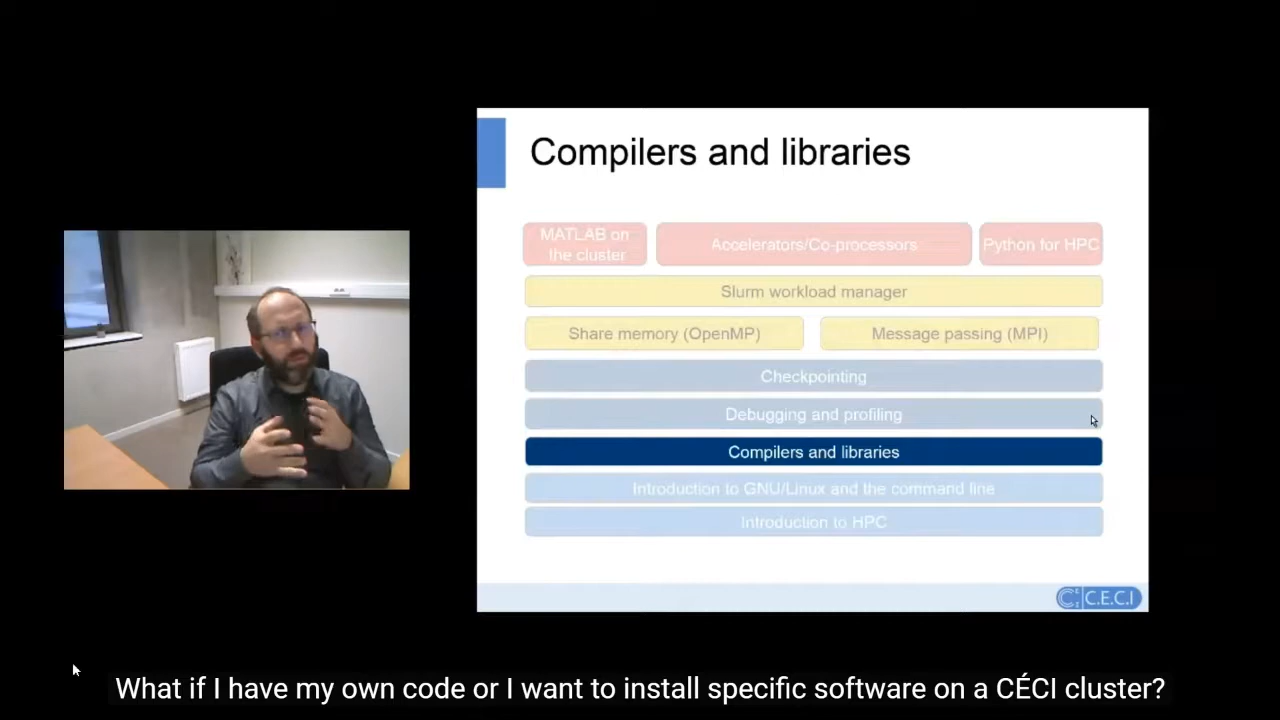 Compilers and libraries
MATLAB on
the cluster
Accelerators/Co-processors
Python for HPC
Slurm workload manager
Share memory (OpenMP)
Message passing (MPI)
Checkpointing
Debugging and profiling
Compilers and libraries
Introduction to GNU/Linux and the command line
Introduction to HPC
C.E.C.I
What if I have my own code or I want to install specific software on a CÉCI cluster?